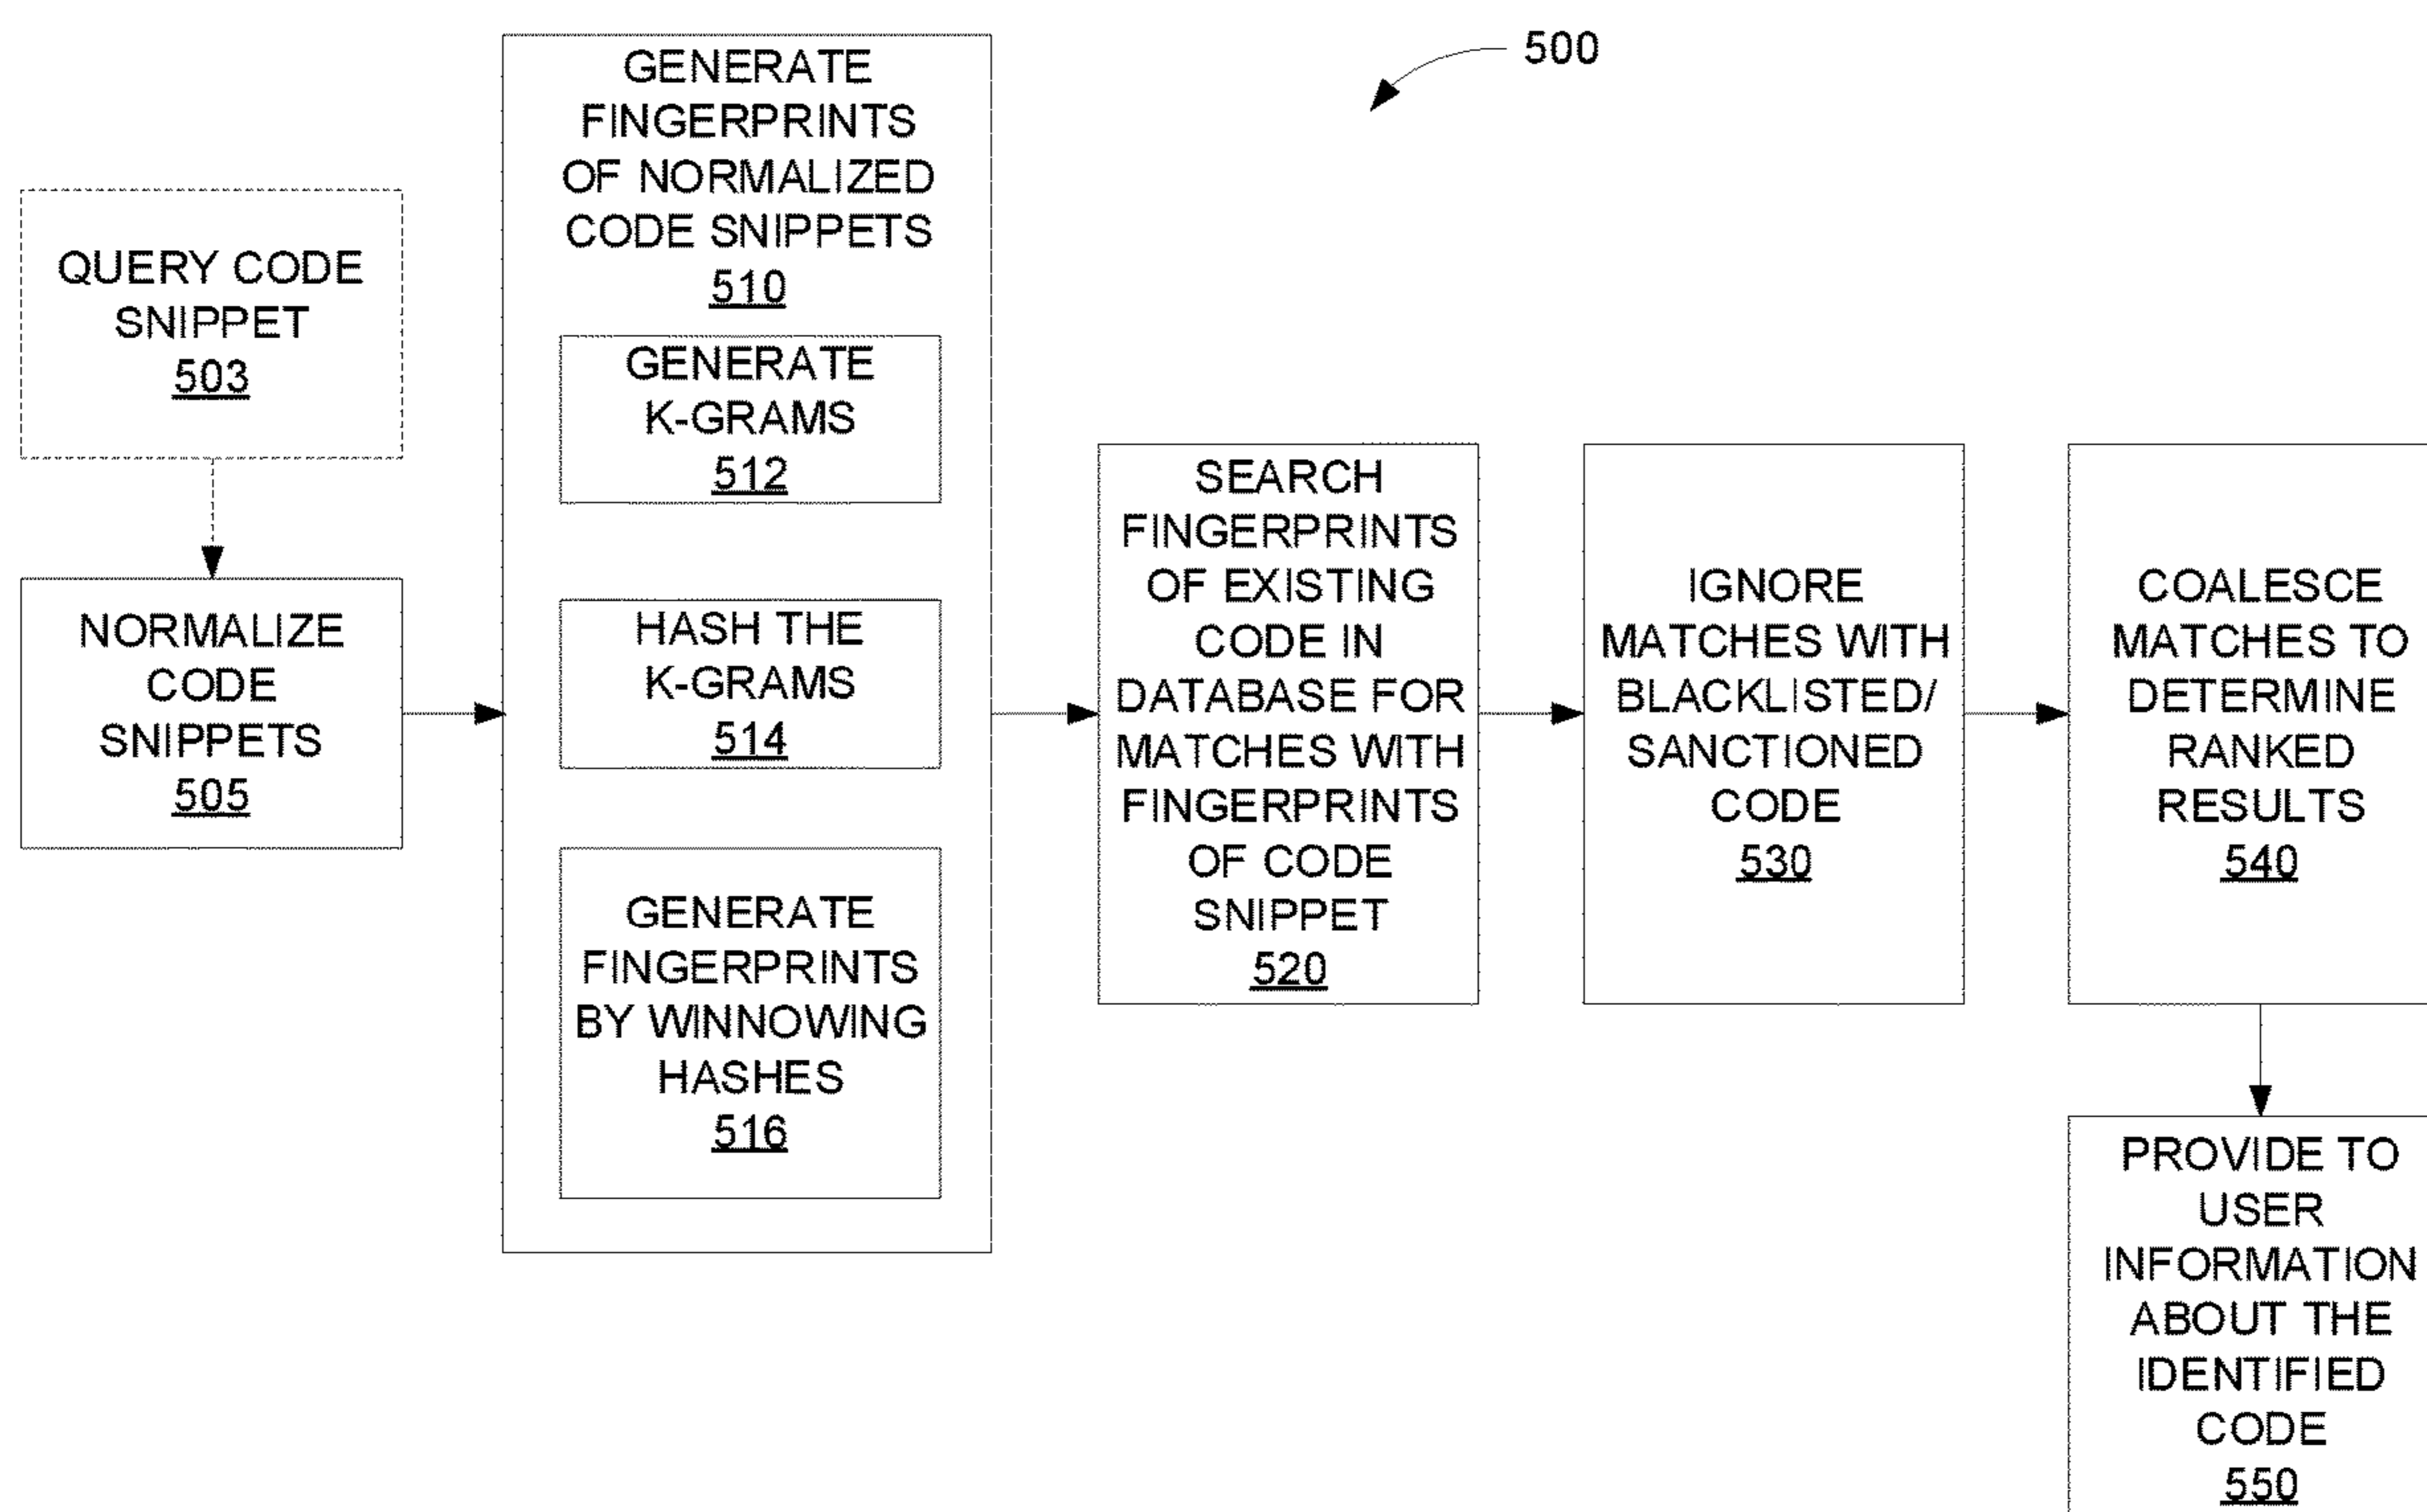 500
QUERY CODE
SNIPPET
503
NORMALIZE
CODE
SNIPPETS
505
GENERATE
FINGERPRINTS
OF NORMALIZED
CODE SNIPPETS
510
GENERATE
K-GRAMS
512
HASH THE
K-GRAMS
514
GENERATE
FINGERPRINTS
BY WINNOWING
HASHES
516
SEARCH
FINGERPRINTS
OF EXISTING
CODE IN
DATABASE FOR
MATCHES WITH
FINGERPRINTS
OF CODE
SNIPPET
520
IGNORE
MATCHES WITH
BLACKLISTED/
SANCTIONED
CODE
530
COALESCE
MATCHES TO
DETERMINE
RANKED
RESULTS
540
PROVIDE TO
USER
INFORMATION
ABOUT THE
IDENTIFIED
CODE
550